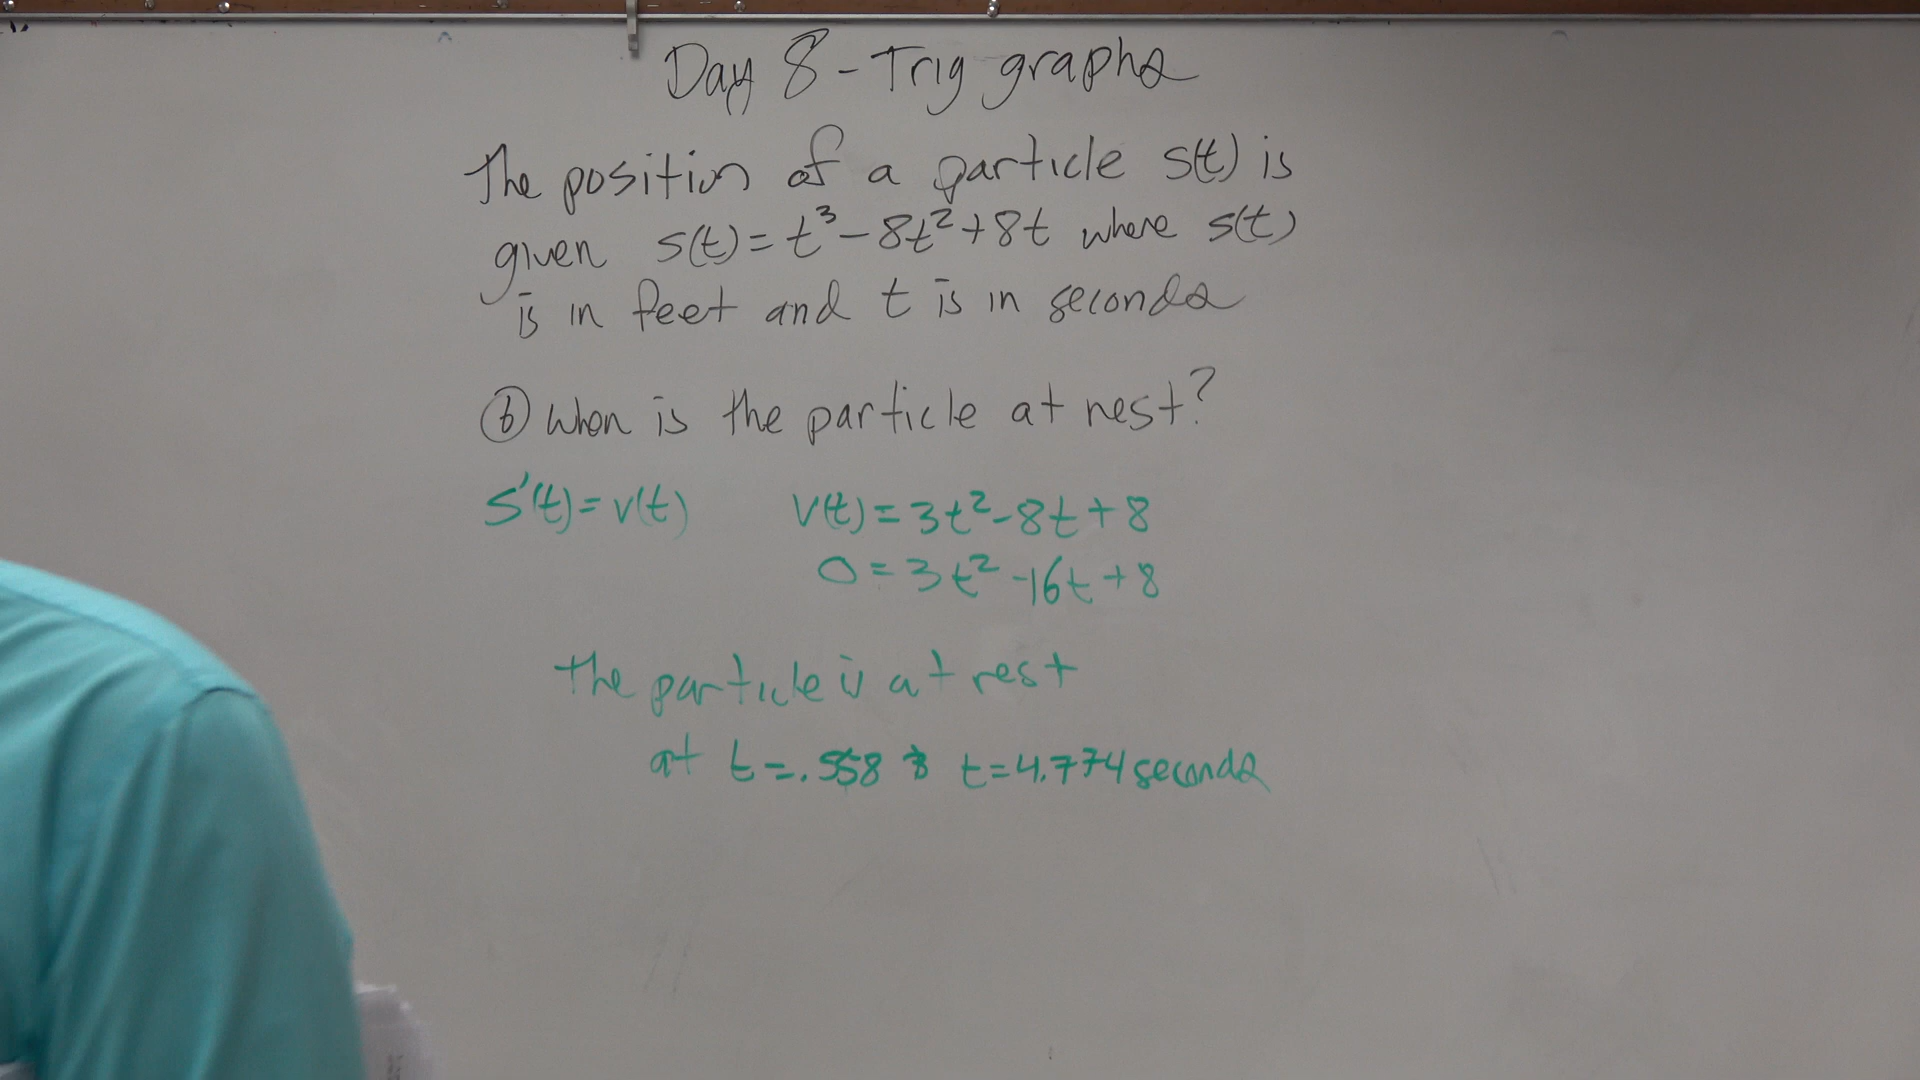 Day 8 - Trig graphs
The position of a particle s(t) is
given s(t) = t³ - 8t² + 8t where s(t)
is in feet and t is in seconds
ⓑ When is the particle at rest?
s'(t) = v(t) v(t) = 3t² - 8t + 8
0 = 3t² - 16t + 8
the particle is at rest
at t = .558 & t = 4.774 seconds